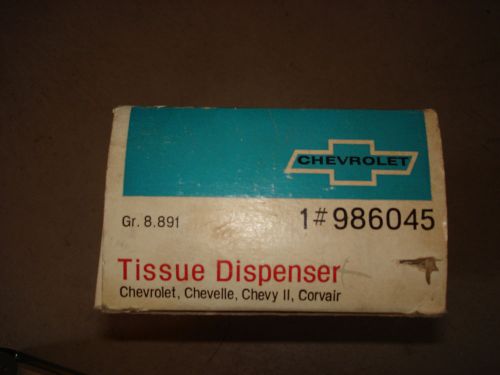 CHEVROLET
Gr. 8.891
1# 986045
Tissue Dispenser
Chevrolet, Chevelle, Chevy II, Corvair